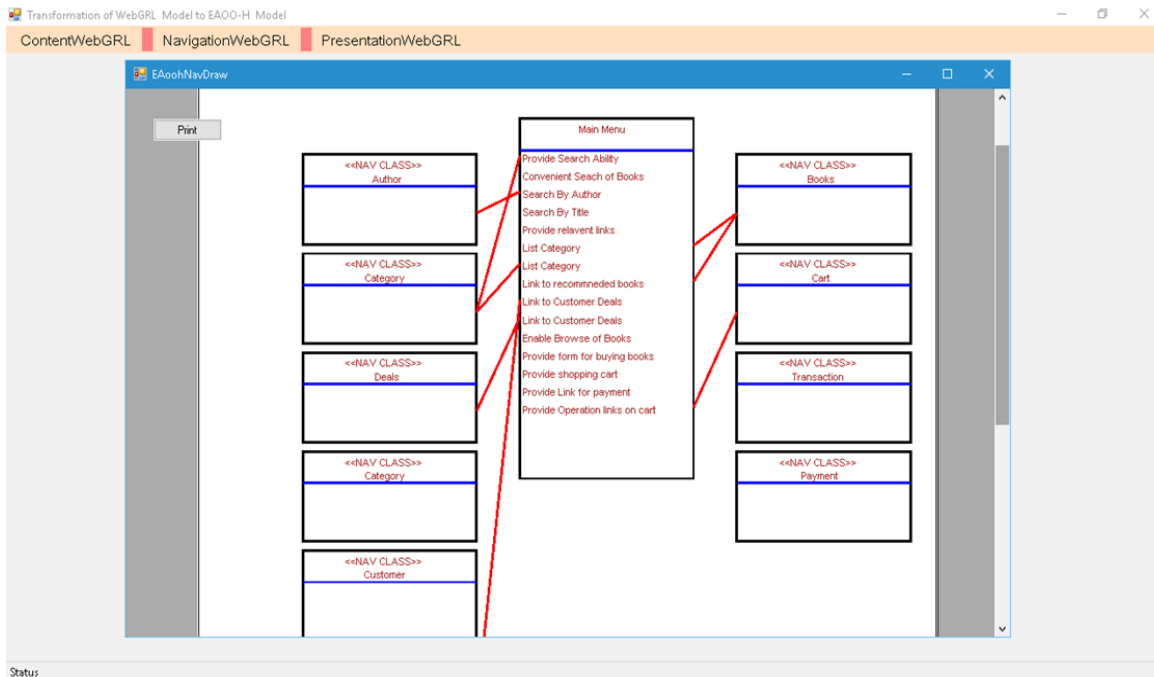 Transformation of WebGRL Model to EAOO-H Model
ContentWebGRL NavigationWebGRL PresentationWebGRL
EAoohNavDraw
Print
Main Menu
Provide Search Ability
Convenient Seach of Books
Search By Author
Search By Title
Provide relavent links
List Category
List Category
Link to recommneded books
Link to Customer Deals
Link to Customer Deals
Enable Browse of Books
Provide form for buying books
Provide shopping cart
Provide Link for payment
Provide Operation links on cart
<<NAV CLASS>>
Author
<<NAV CLASS>>
Category
<<NAV CLASS>>
Deals
<<NAV CLASS>>
Category
<<NAV CLASS>>
Customer
<<NAV CLASS>>
Books
<<NAV CLASS>>
Cart
<<NAV CLASS>>
Transaction
<<NAV CLASS>>
Payment
Status